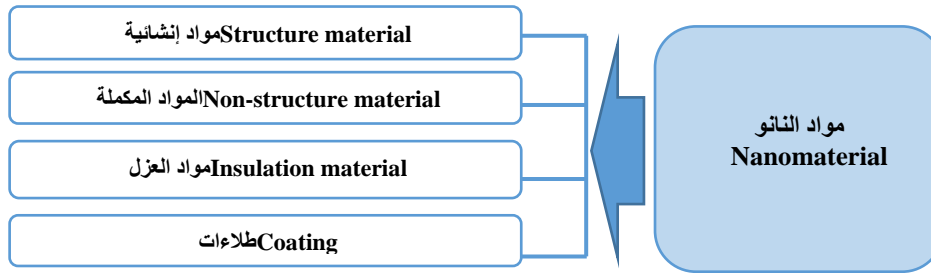 مواد إنشائيةStructure material
المواد المكملةNon-structure material
مواد العزلInsulation material
طلاءاتCoating
مواد النانو
Nanomaterial